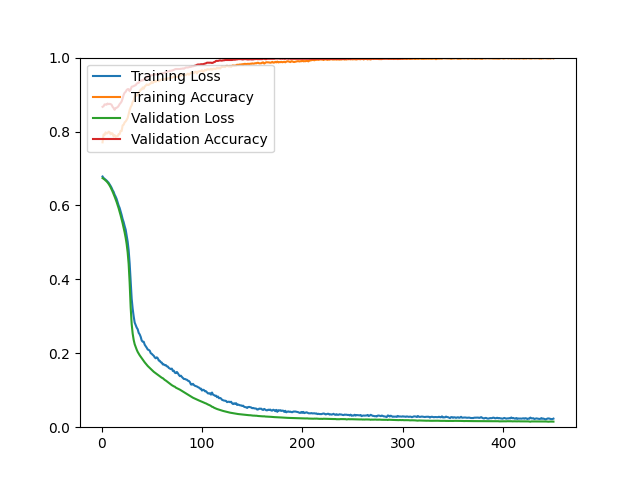 1.0
0.8
0.6
0.4
0.2
0.0
Training Loss
Training Accuracy
Validation Loss
Validation Accuracy
0 100 200 300 400